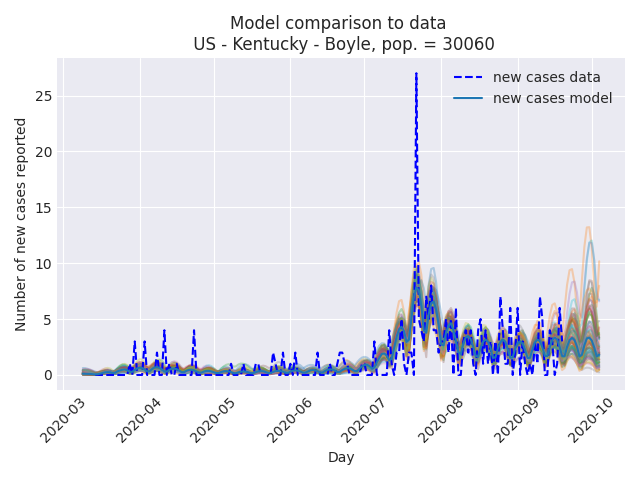 Model comparison to data
US - Kentucky - Boyle, pop. = 30060
new cases data
new cases model
Number of new cases reported
25
20
15
10
5
0
2020-03
2020-04
2020-05
2020-06
2020-07
2020-08
2020-09
2020-10
Day